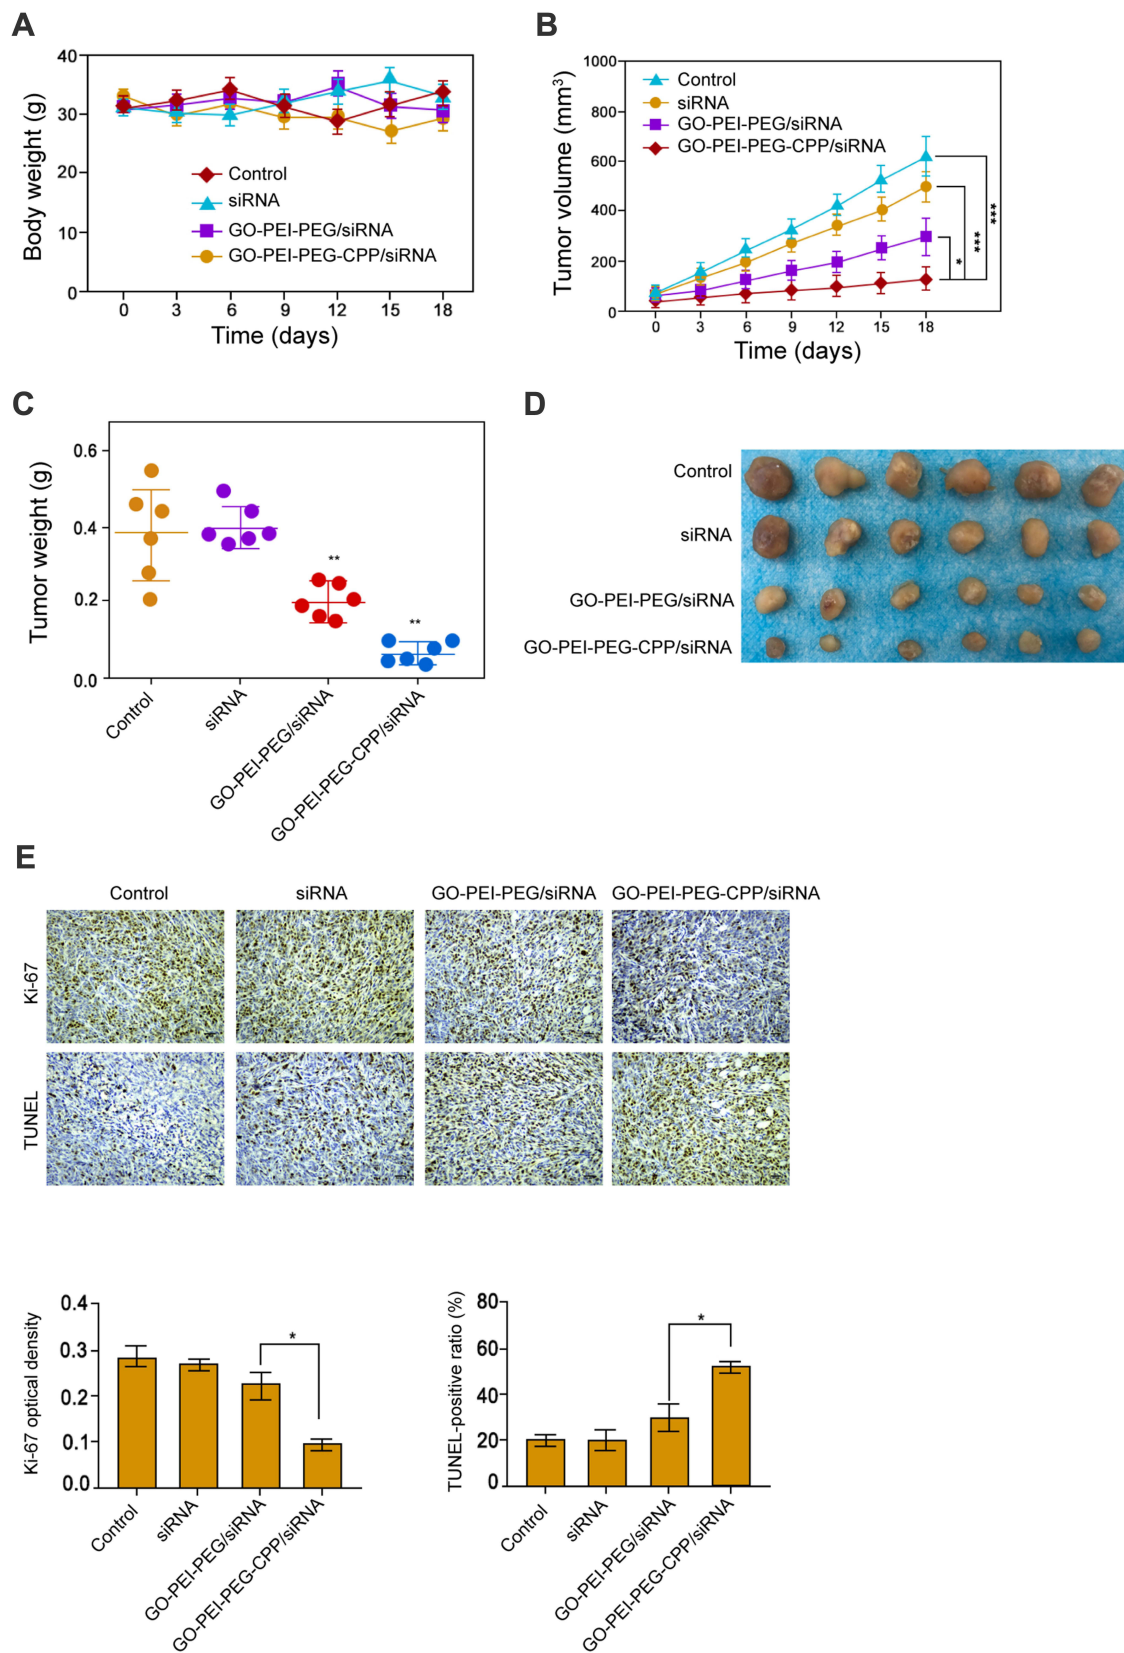 A
40
30
20
10
0
Body weight (g)
Control
siRNA
GO-PEI-PEG/siRNA
GO-PEI-PEG-CPP/siRNA
0 3 6 9 12 15 18
Time (days)
B
1000
800
600
400
200
0
Tumor volume (mm³)
Control
siRNA
GO-PEI-PEG/siRNA
GO-PEI-PEG-CPP/siRNA
***
***
*
0 3 6 9 12 15 18
Time (days)
C
0.6
0.4
0.2
0.0
Tumor weight (g)
**
**
Control
siRNA
GO-PEI-PEG/siRNA
GO-PEI-PEG-CPP/siRNA
D
Control
siRNA
GO-PEI-PEG/siRNA
GO-PEI-PEG-CPP/siRNA
E
Control siRNA GO-PEI-PEG/siRNA GO-PEI-PEG-CPP/siRNA
Ki-67
TUNEL
0.4
0.3
0.2
0.1
0.0
Ki-67 optical density
*
Control
siRNA
GO-PEI-PEG/siRNA
GO-PEI-PEG-CPP/siRNA
80
60
40
20
0
TUNEL-positive ratio (%)
*
Control
siRNA
GO-PEI-PEG/siRNA
GO-PEI-PEG-CPP/siRNA